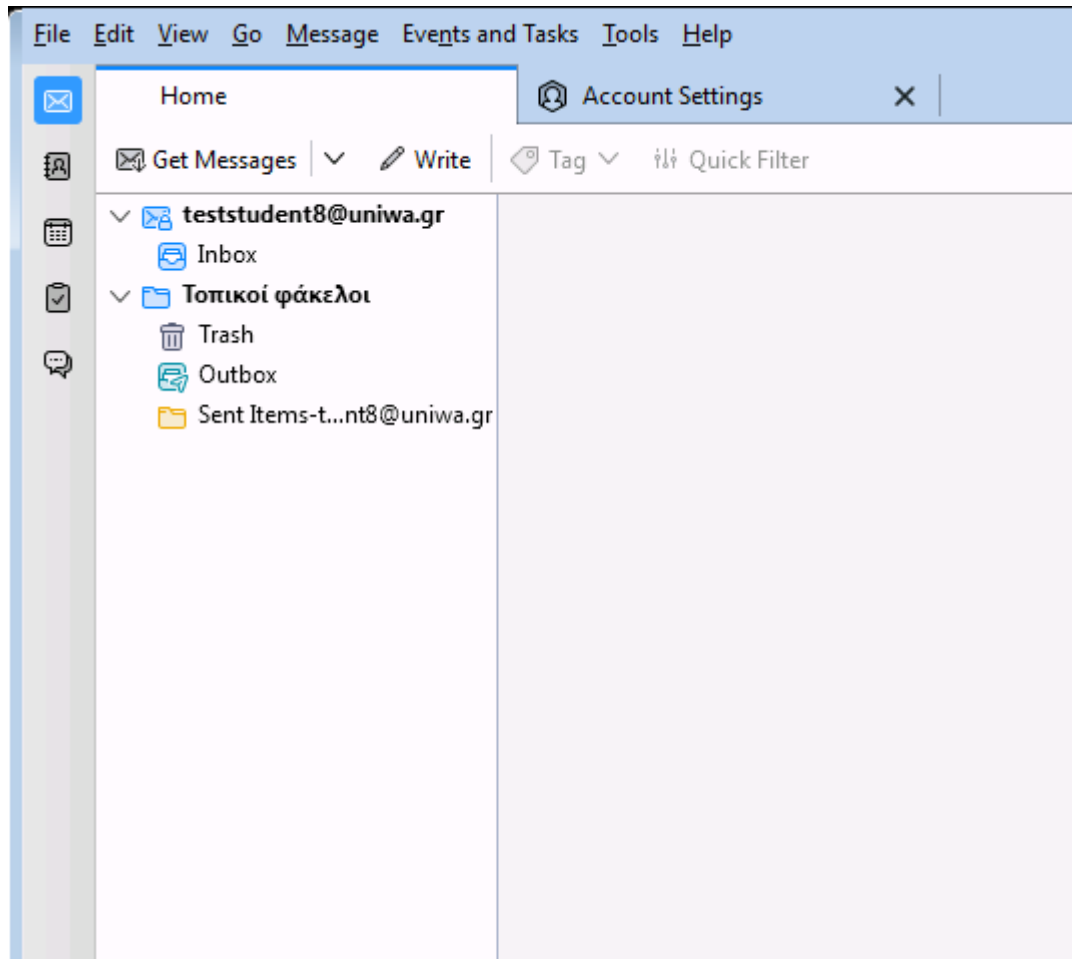 File Edit View Go Message Events and Tasks Tools Help
Home Account Settings
Get Messages Write Tag Quick Filter
teststudent8@uniwa.gr
Inbox
Τοπικοί φάκελοι
Trash
Outbox
Sent Items-t...nt8@uniwa.gr